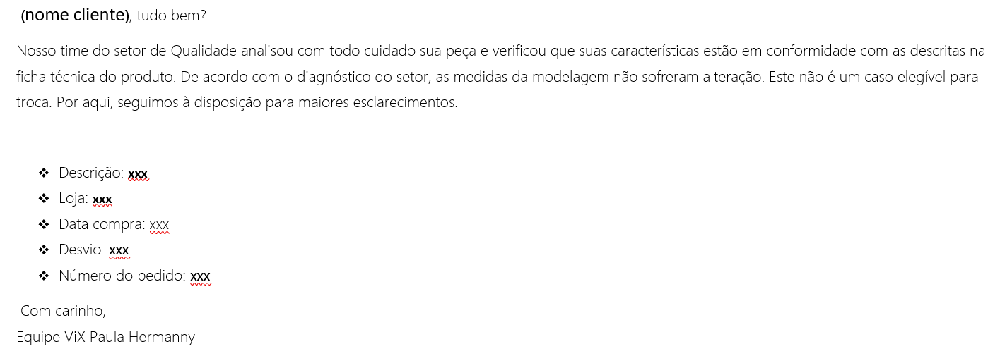 (nome cliente), tudo bem?
Nosso time do setor de Qualidade analisou com todo cuidado sua peça e verificou que suas características estão em conformidade com as descritas na
ficha técnica do produto. De acordo com o diagnóstico do setor, as medidas da modelagem não sofreram alteração. Este não é um caso elegível para
troca. Por aqui, seguimos à disposição para maiores esclarecimentos.
❖ Descrição: xxx
❖ Loja: xxx
❖ Data compra: xxx
❖ Desvio: xxx
❖ Número do pedido: xxx
Com carinho,
Equipe ViX Paula Hermanny